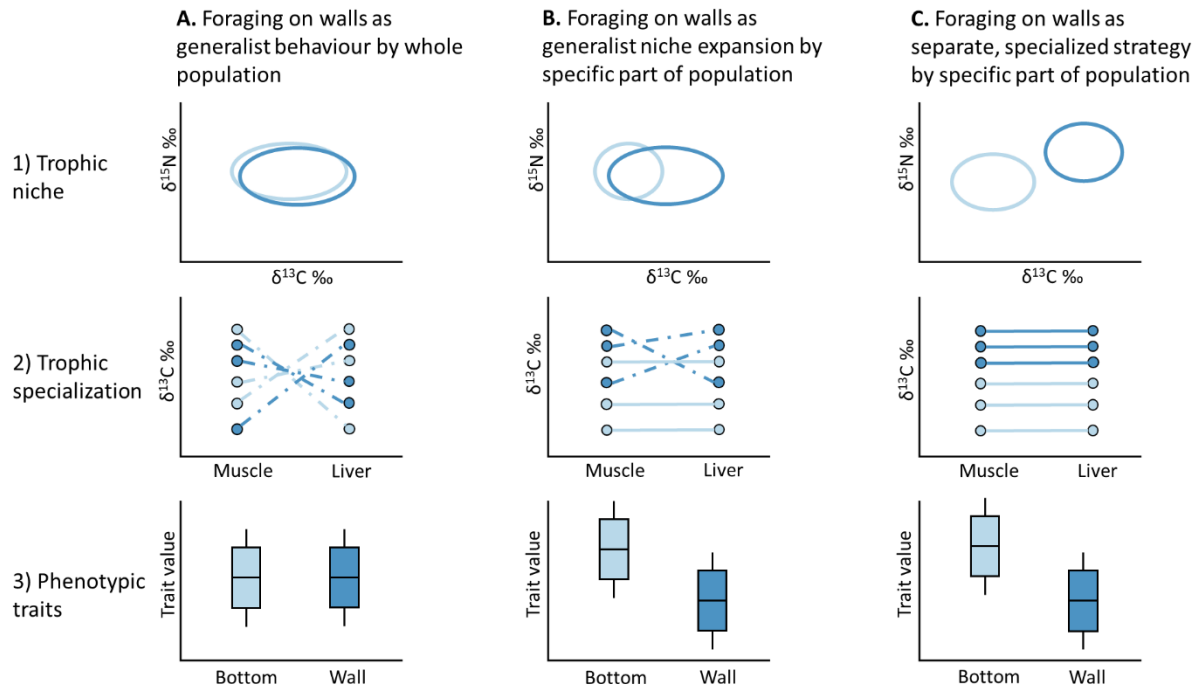 A. Foraging on walls as
generalist behaviour by whole
population
B. Foraging on walls as
generalist niche expansion by
specific part of population
C. Foraging on walls as
separate, specialized strategy
by specific part of population
1) Trophic
niche
δ¹⁵N ‰
δ¹³C ‰
δ¹⁵N ‰
δ¹³C ‰
δ¹⁵N ‰
δ¹³C ‰
2) Trophic
specialization
δ¹³C ‰
Muscle Liver
δ¹³C ‰
Muscle Liver
δ¹³C ‰
Muscle Liver
3) Phenotypic
traits
Trait value
Bottom Wall
Trait value
Bottom Wall
Trait value
Bottom Wall